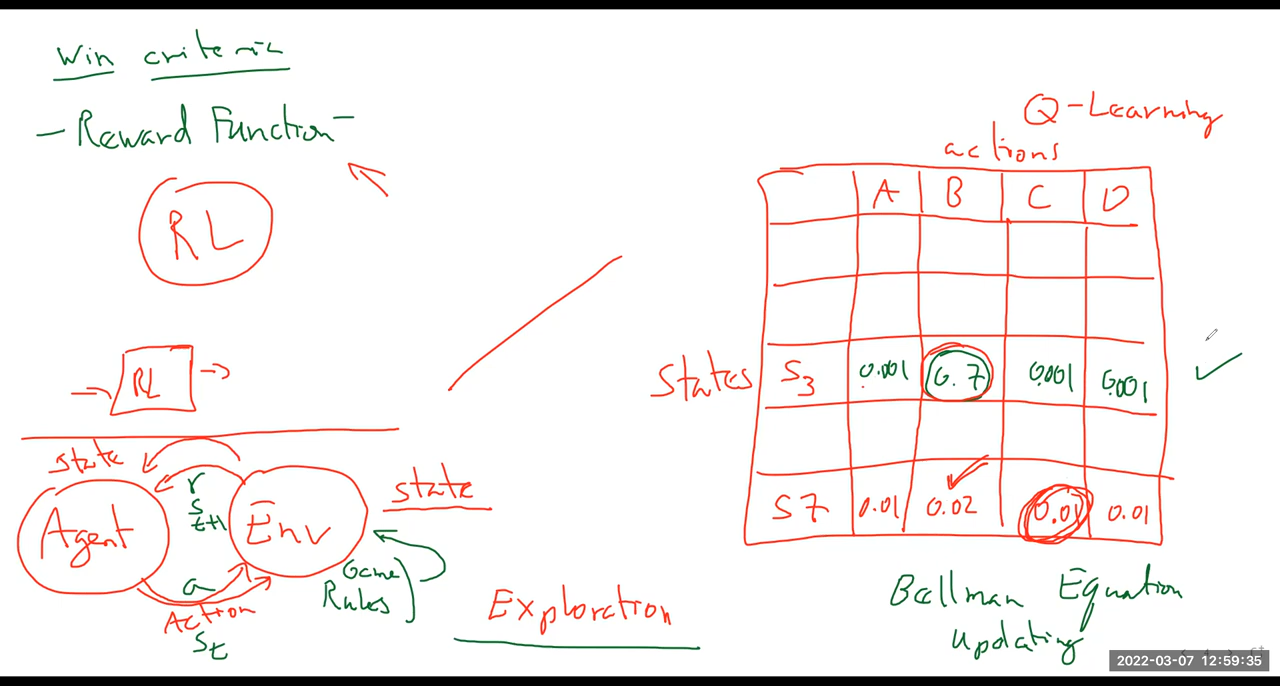 Win criteria
- Reward Function -
RL
RL
state
r
s t+1
Agent
Env
state
a
Action
St
Game
Rules
Exploration
Q-Learning
actions
A B C D
States
S3 0.001 0.7 0.001 0.001
S7 0.01 0.02 0.01 0.01
Bellman Equation
Updating
2022-03-07 12:59:35